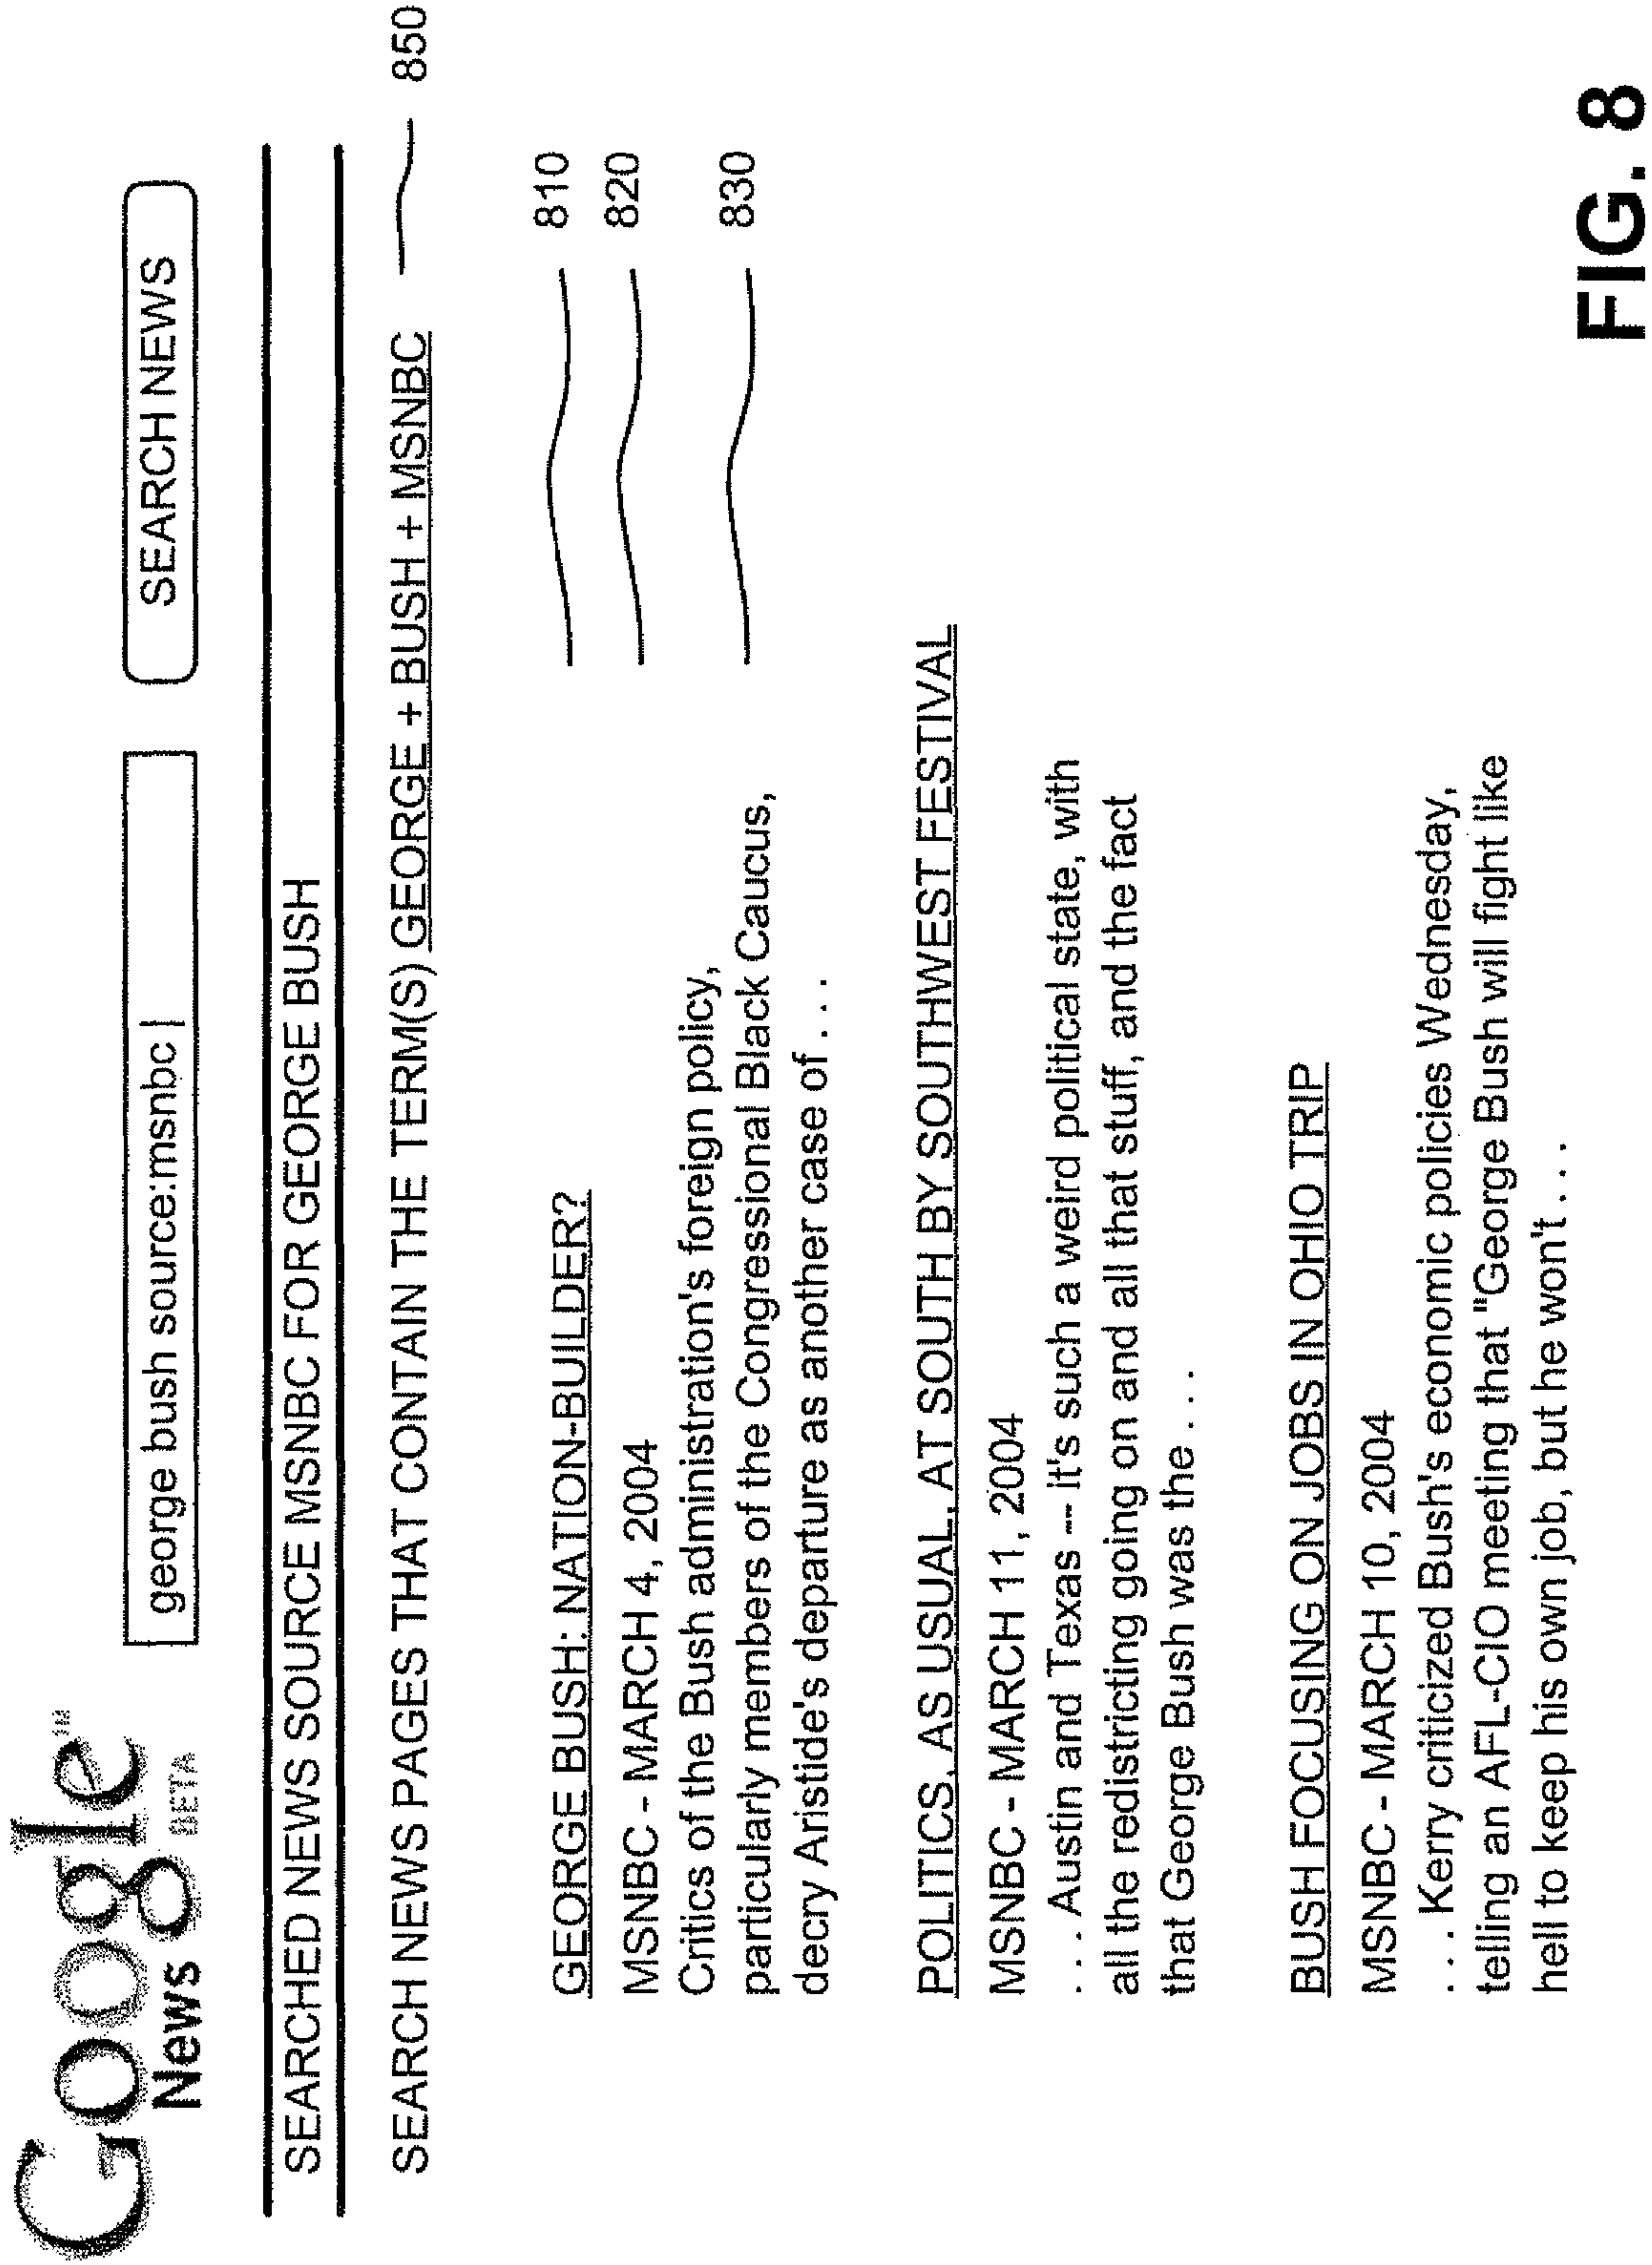 Google™
News BETA
george bush source:msnbc |
SEARCH NEWS
SEARCHED NEWS SOURCE MSNBC FOR GEORGE BUSH
SEARCH NEWS PAGES THAT CONTAIN THE TERM(S) GEORGE + BUSH + MSNBC 850
GEORGE BUSH: NATION-BUILDER? 810
MSNBC - MARCH 4, 2004 820
Critics of the Bush administration's foreign policy,
particularly members of the Congressional Black Caucus, 830
decry Aristide's departure as another case of . . .
POLITICS, AS USUAL, AT SOUTH BY SOUTHWEST FESTIVAL
MSNBC - MARCH 11, 2004
. . . Austin and Texas -- it's such a weird political state, with
all the redistricting going on and all that stuff, and the fact
that George Bush was the . . .
BUSH FOCUSING ON JOBS IN OHIO TRIP
MSNBC - MARCH 10, 2004
. . . Kerry criticized Bush's economic policies Wednesday,
telling an AFL-CIO meeting that "George Bush will fight like
hell to keep his own job, but he won't . . .
FIG. 8